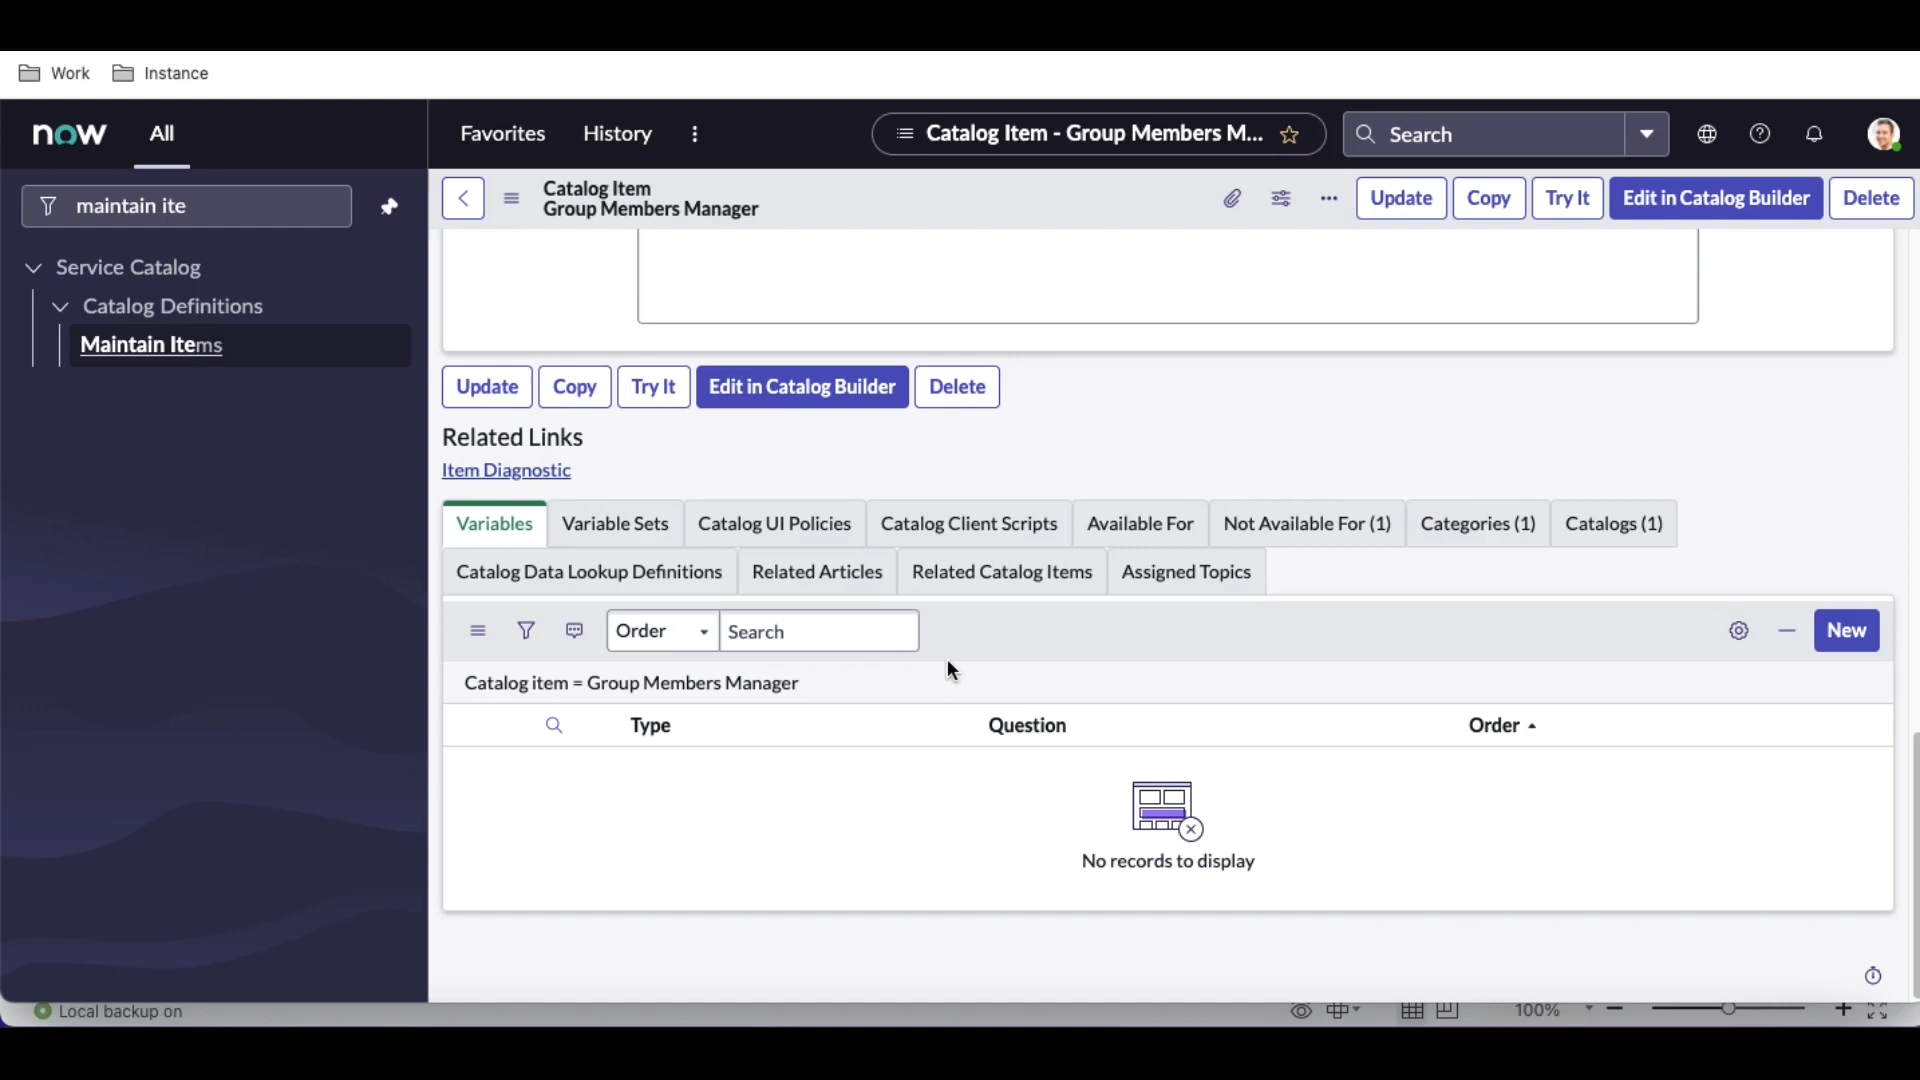 Work Instance
now All Favorites History Catalog Item - Group Members M... Search
maintain ite
Catalog Item
Group Members Manager
Update Copy Try It Edit in Catalog Builder Delete
Service Catalog
Catalog Definitions
Maintain Items
Update Copy Try It Edit in Catalog Builder Delete
Related Links
Item Diagnostic
Variables Variable Sets Catalog UI Policies Catalog Client Scripts Available For Not Available For (1) Categories (1) Catalogs (1)
Catalog Data Lookup Definitions Related Articles Related Catalog Items Assigned Topics
Order Search New
Catalog item = Group Members Manager
Type Question Order
No records to display
Local backup on 100%